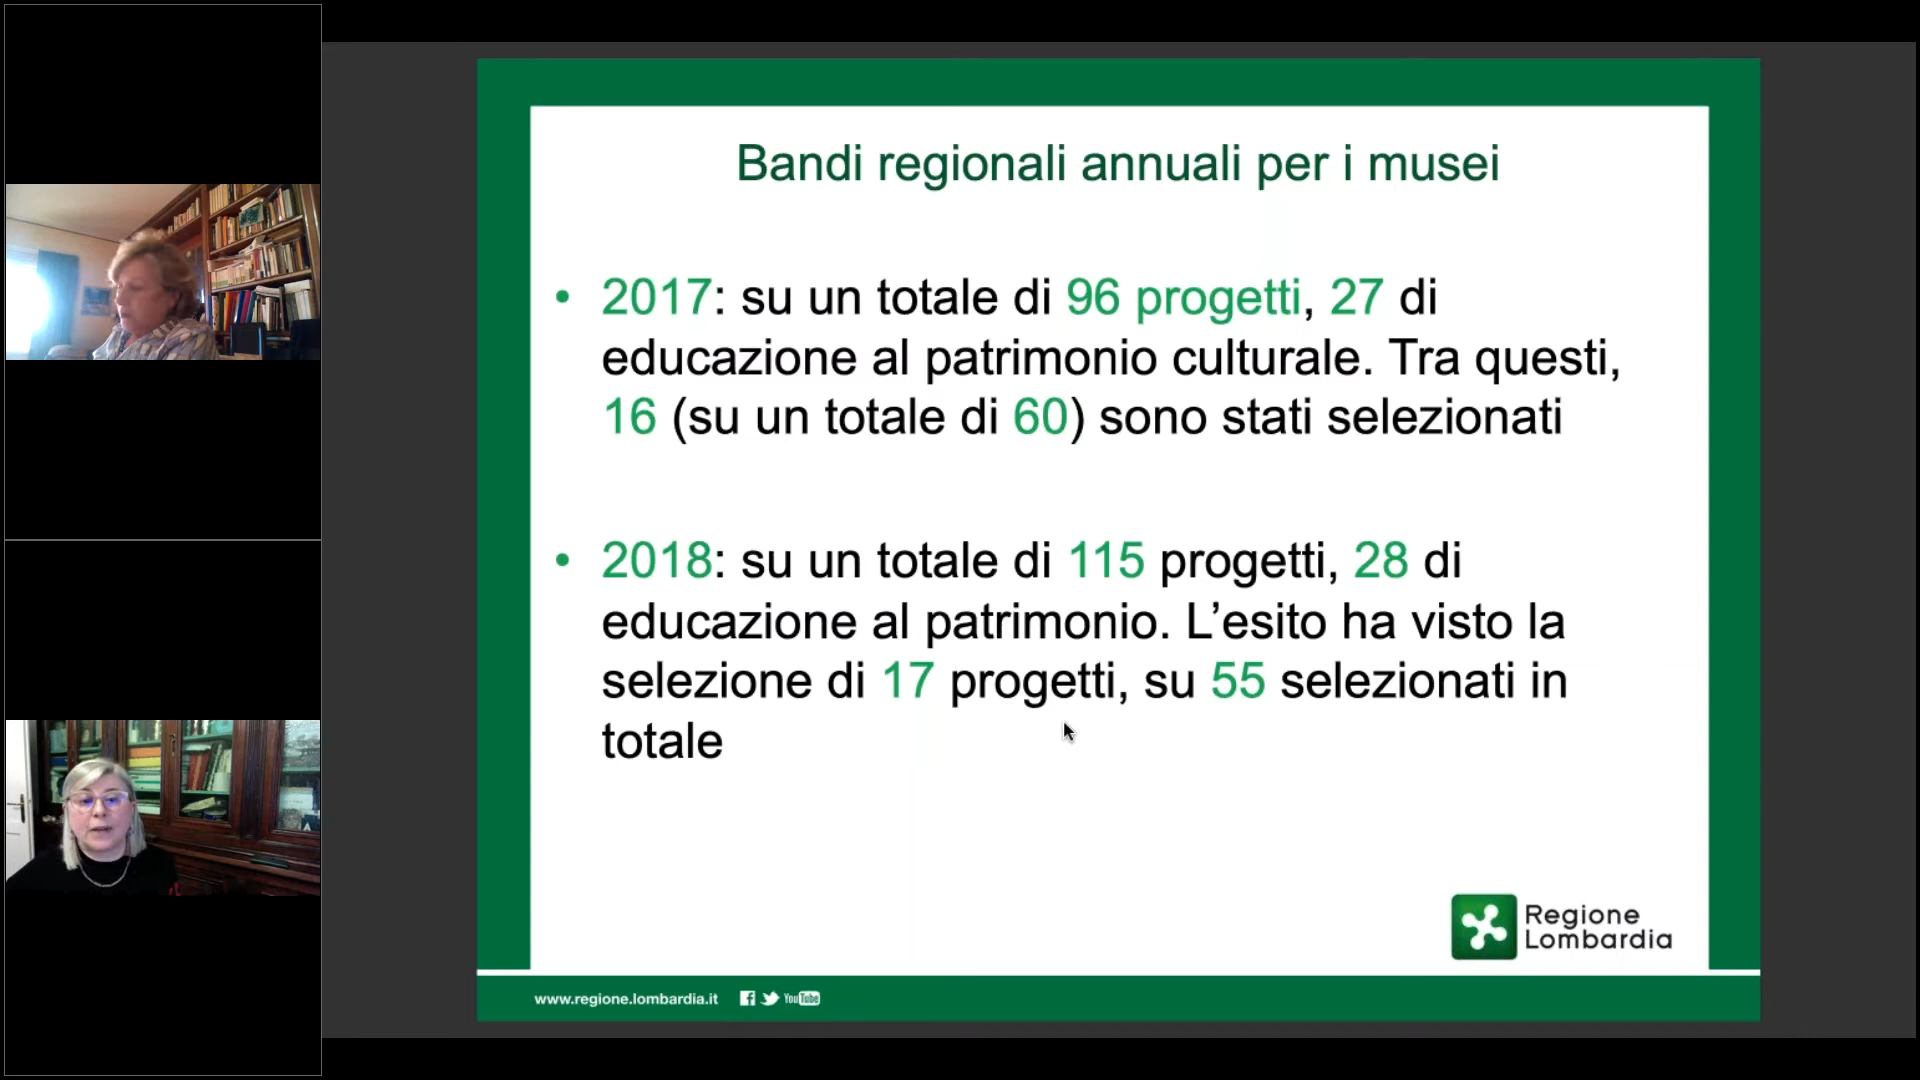 Bandi regionali annuali per i musei
• 2017: su un totale di 96 progetti, 27 di
educazione al patrimonio culturale. Tra questi,
16 (su un totale di 60) sono stati selezionati
• 2018: su un totale di 115 progetti, 28 di
educazione al patrimonio. L’esito ha visto la
selezione di 17 progetti, su 55 selezionati in
totale
Regione
Lombardia
www.regione.lombardia.it
YouTube